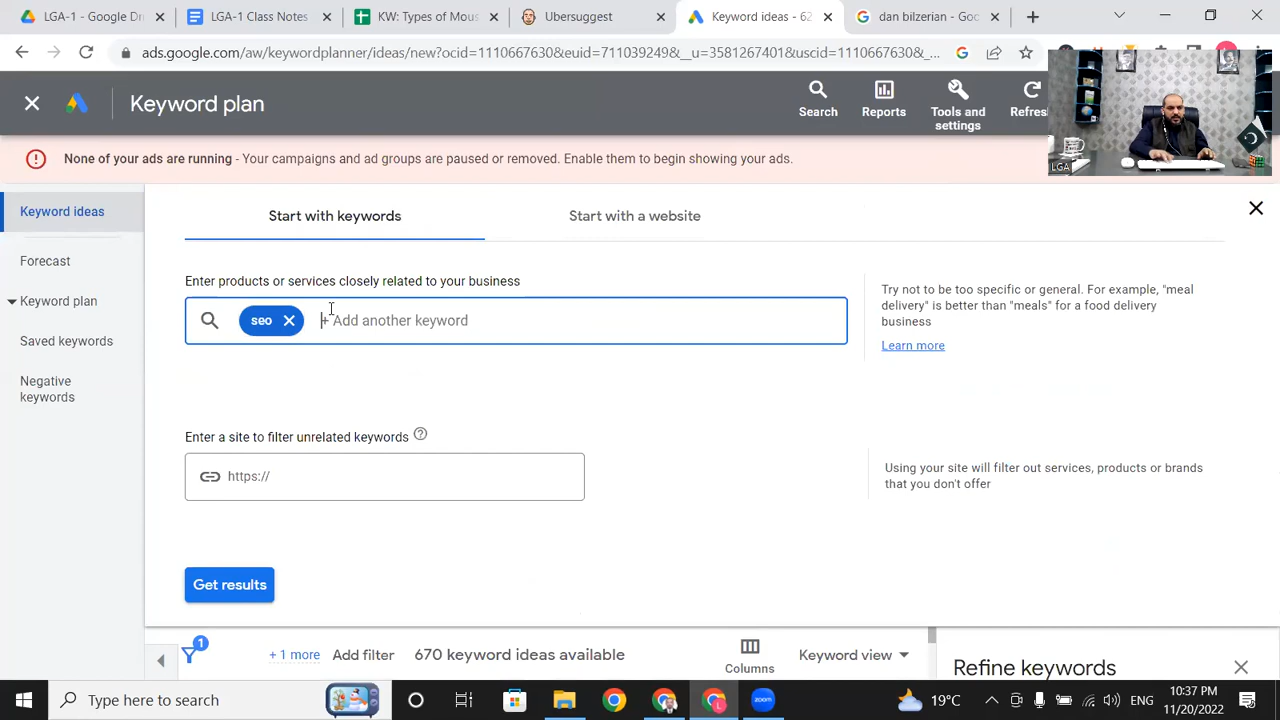 LGA-1 - Google Dr
LGA-1 Class Notes
KW: Types of Mous
Ubersuggest
Keyword ideas - 62
dan bilzerian - Goo
ads.google.com/aw/keywordplanner/ideas/new?ocid=1110667630&euid=711039249&__u=3581267401&uscid=1110667630&_...
Keyword plan
Search
Reports
Tools and
settings
Refres
None of your ads are running - Your campaigns and ad groups are paused or removed. Enable them to begin showing your ads.
LGA
Keyword ideas
Forecast
Keyword plan
Saved keywords
Negative
keywords
Start with keywords
Start with a website
Enter products or services closely related to your business
seo
+ Add another keyword
Try not to be too specific or general. For example, "meal
delivery" is better than "meals" for a food delivery
business
Learn more
Enter a site to filter unrelated keywords
https://
Using your site will filter out services, products or brands
that you don't offer
Get results
1
+ 1 more
Add filter
670 keyword ideas available
Columns
Keyword view
Refine keywords
Type here to search
zoom
19°C
ENG
10:37 PM
11/20/2022